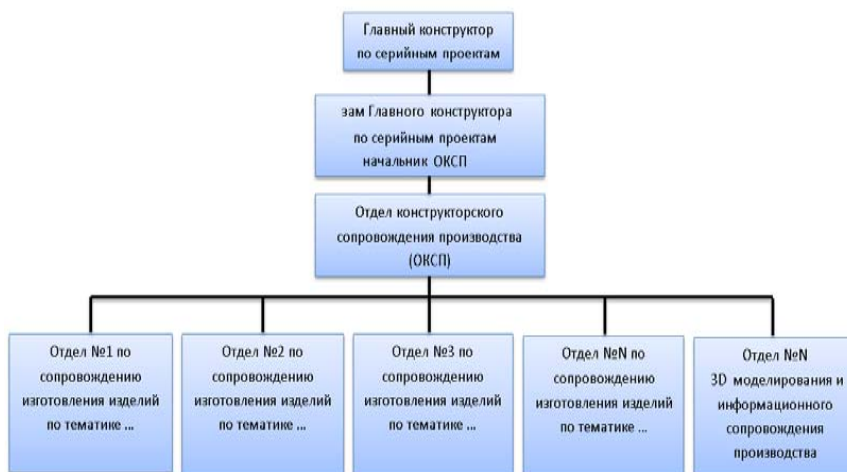 Главный конструктор
по серийным проектам
зам Главного конструктора
по серийным проектам
начальник ОКСП
Отдел конструкторского
сопровождения производства
(ОКСП)
Отдел №1 по
сопровождению
изготовления изделий
по тематике ...
Отдел №2 по
сопровождению
изготовления изделий
по тематике ...
Отдел №3 по
сопровождению
изготовления изделий
по тематике ...
Отдел №N по
сопровождению
изготовления изделий
по тематике ...
Отдел №N
3D моделирования и
информационного
сопровождения
производства